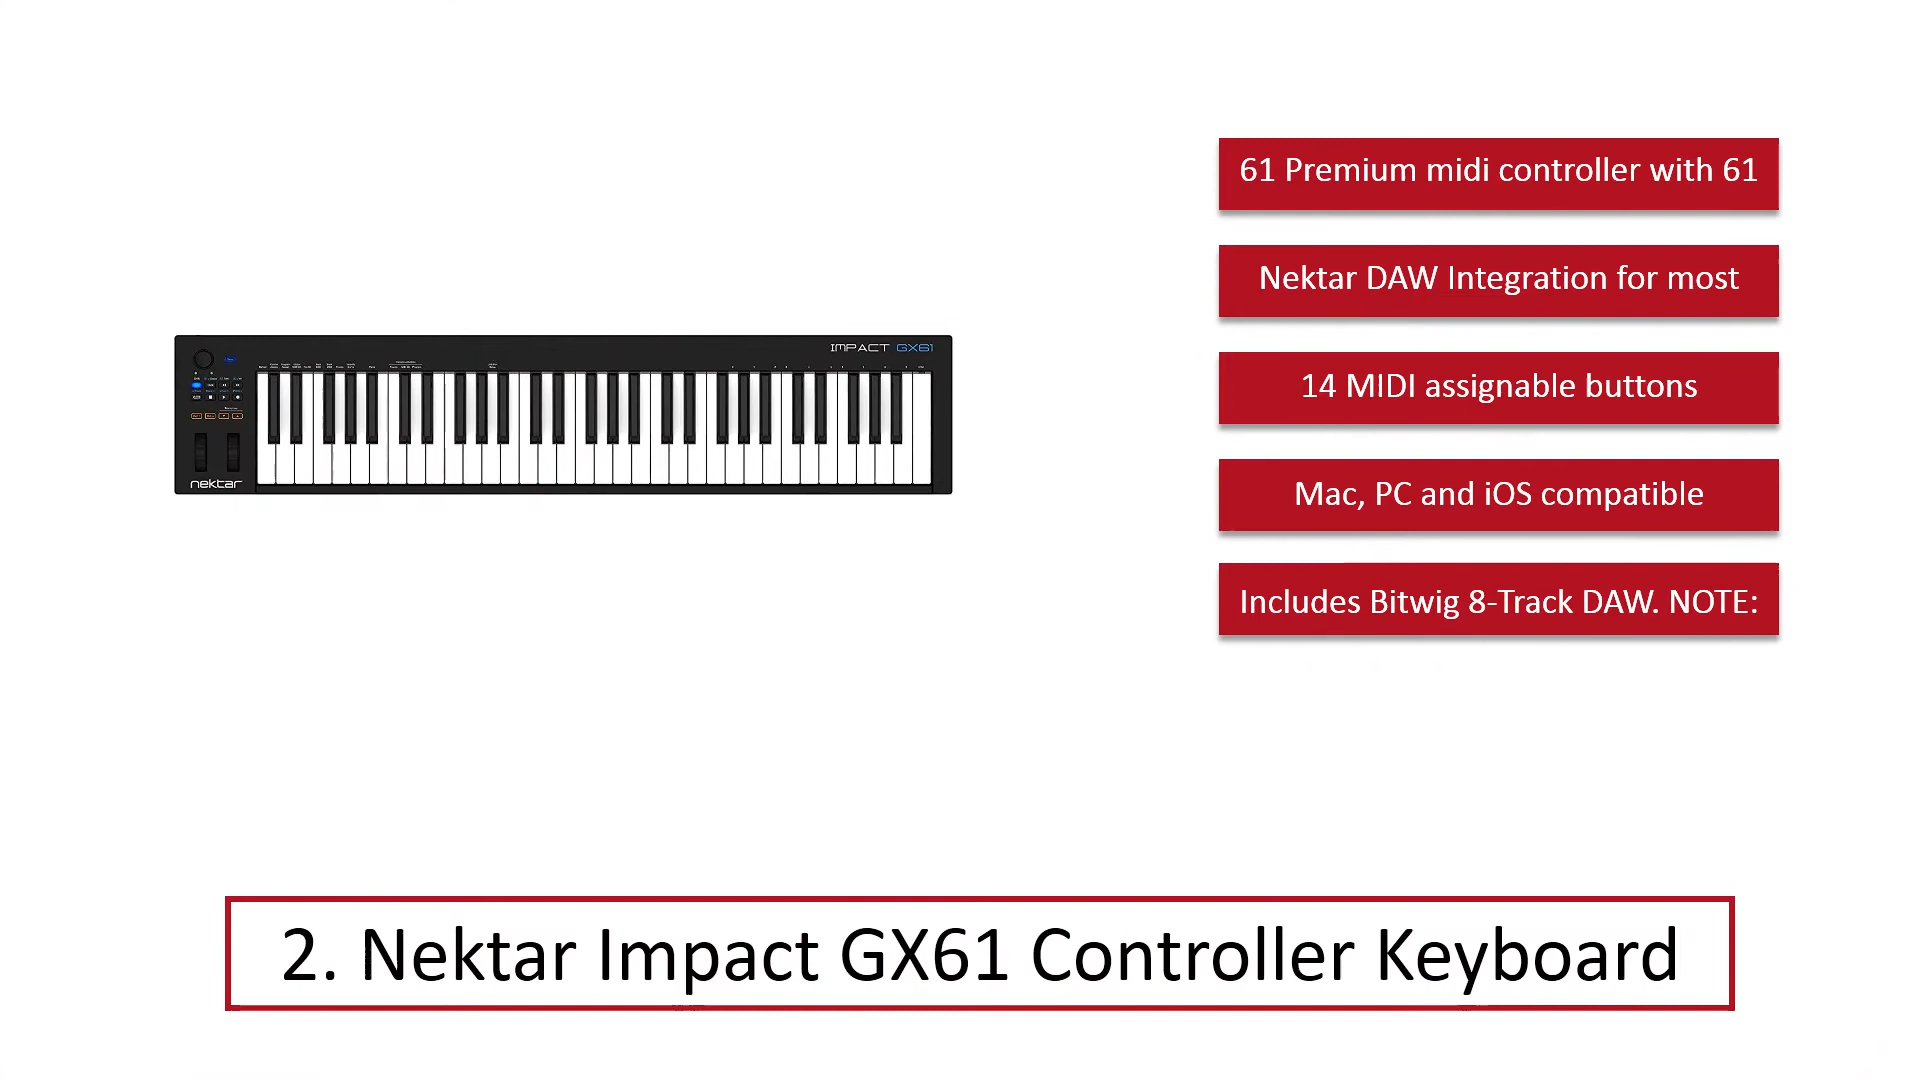 61 Premium midi controller with 61
Nektar DAW Integration for most
14 MIDI assignable buttons
Mac, PC and iOS compatible
Includes Bitwig 8-Track DAW. NOTE:
IMPACT GX61
nektar
2. Nektar Impact GX61 Controller Keyboard